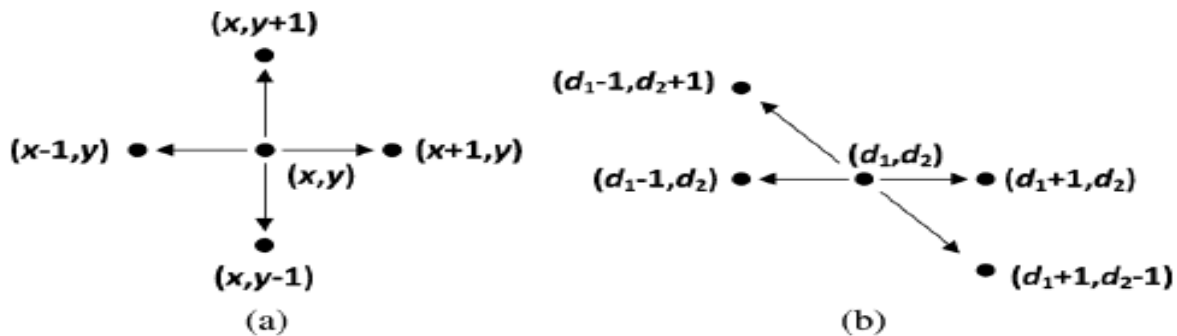 (x,y+1)
(x-1,y)
(x+1,y)
(x,y)
(x,y-1)
(a)
(d₁-1,d₂+1)
(d₁,d₂)
(d₁-1,d₂)
(d₁+1,d₂)
(d₁+1,d₂-1)
(b)